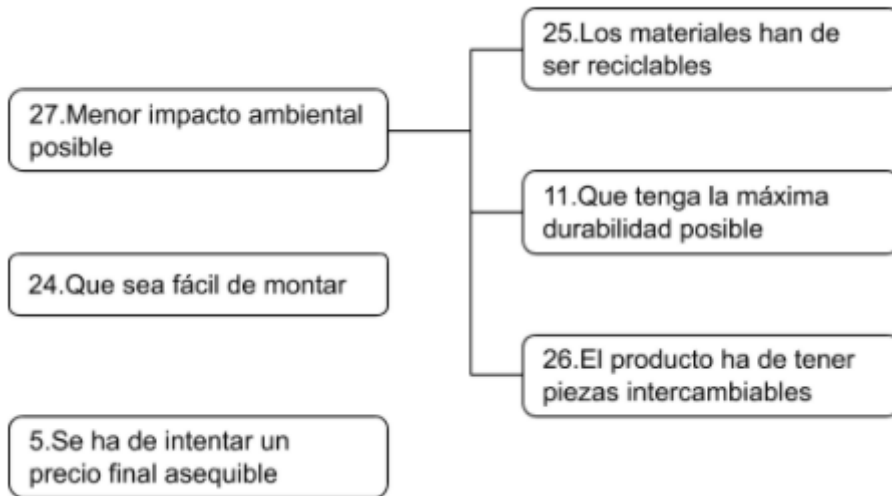 27.Menor impacto ambiental
posible
24.Que sea fácil de montar
5.Se ha de intentar un
precio final asequible
25.Los materiales han de
ser reciclables
11.Que tenga la máxima
durabilidad posible
26.El producto ha de tener
piezas intercambiables